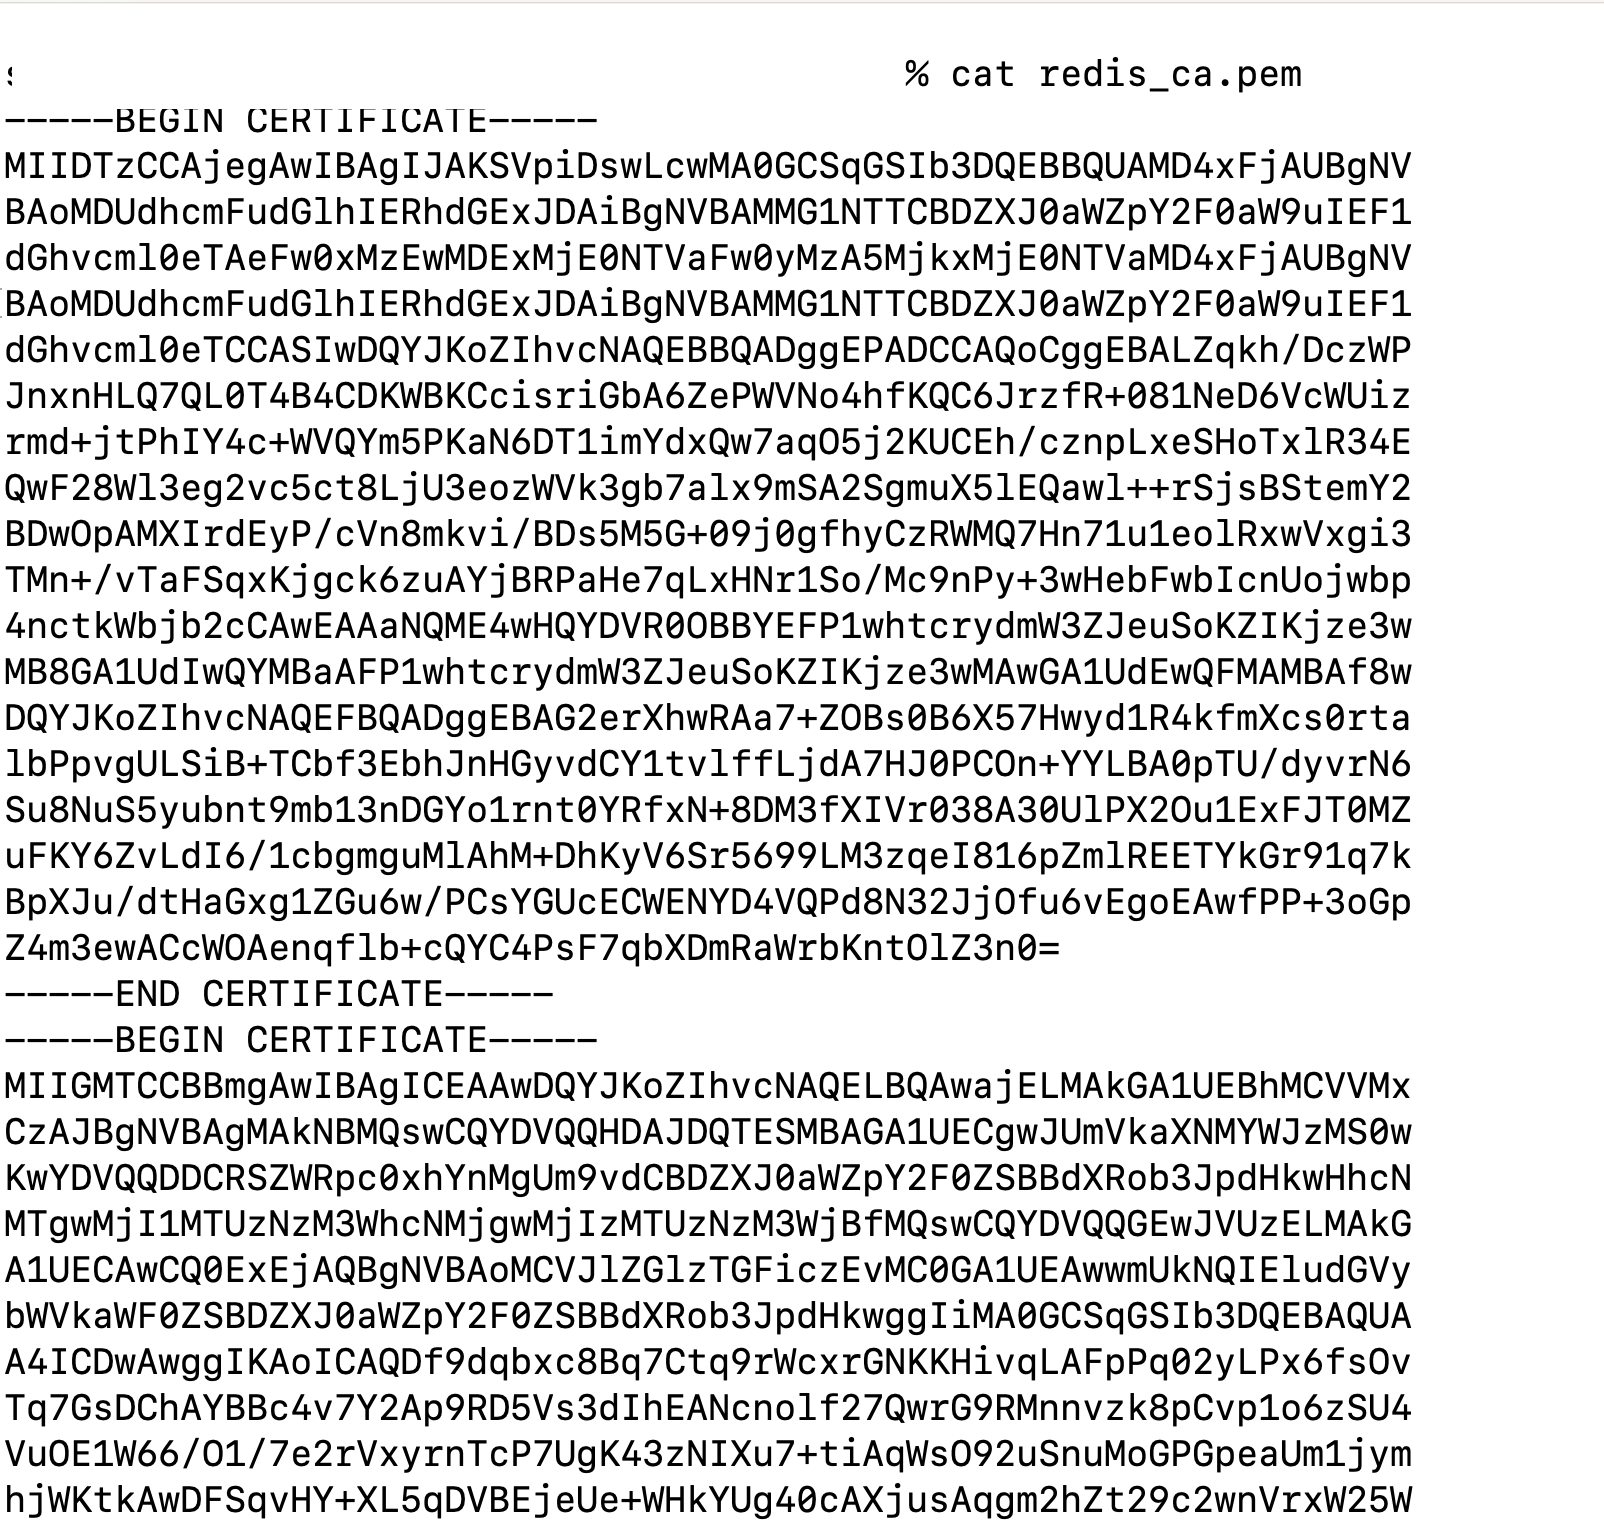 % cat redis_ca.pem
-----BEGIN CERTIFICATE-----
MIIDTzCCAjegAwIBAgIJAKSVpiDswLcwMA0GCSqGSIb3DQEBBQUAMD4xFjAUBgNV
BAoMDUdhcmFudGlhIERhdGExJDAiBgNVBAMMG1NTTCBDZXJ0aWZpY2F0aW9uIEF1
dGhvcml0eTAeFw0xMzEwMDExMjE0NTVaFw0yMzA5MjkxMjE0NTVaMD4xFjAUBgNV
BAoMDUdhcmFudGlhIERhdGExJDAiBgNVBAMMG1NTTCBDZXJ0aWZpY2F0aW9uIEF1
dGhvcml0eTCCASIwDQYJKoZIhvcNAQEBBQADggEPADCCAQoCggEBALZqkh/DczWP
JnxnHLQ7QL0T4B4CDKWBKCcisriGbA6ZePWVNo4hfKQC6JrzfR+081NeD6VcWUiz
rmd+jtPhIY4c+WVQYm5PKaN6DT1imYdxQw7aqO5j2KUCEh/cznpLxeSHoTxlR34E
QwF28Wl3eg2vc5ct8LjU3eozWVk3gb7alx9mSA2SgmuX5lEQawl++rSjsBStemY2
BDwOpAMXIrdEyP/cVn8mkvi/BDs5M5G+09j0gfhyCzRWMQ7Hn71u1eolRxwVxgi3
TMn+/vTaFSqxKjgck6zuAYjBRPaHe7qLxHNr1So/Mc9nPy+3wHebFwbIcnUojwbp
4nctkWbjb2cCAwEAAaNQME4wHQYDVR0OBBYEFP1whtcrydmW3ZJeuSoKZIKjze3w
MB8GA1UdIwQYMBaAFP1whtcrydmW3ZJeuSoKZIKjze3wMAwGA1UdEwQFMAMBAf8w
DQYJKoZIhvcNAQEFBQADggEBAG2erXhwRAa7+ZOBs0B6X57Hwyd1R4kfmXcs0rta
lbPpvgULSiB+TCbf3EbhJnHGyvdCY1tvlffLjdA7HJ0PCOn+YYLBA0pTU/dyvrN6
Su8NuS5yubnt9mb13nDGYo1rnt0YRfxN+8DM3fXIVr038A30UlPX2Ou1ExFJT0MZ
uFKY6ZvLdI6/1cbgmguMlAhM+DhKyV6Sr5699LM3zqeI816pZmlREETYkGr91q7k
BpXJu/dtHaGxg1ZGu6w/PCsYGUcECWENYD4VQPd8N32JjOfu6vEgoEAwfPP+3oGp
Z4m3ewACcWOAenqflb+cQYC4PsF7qbXDmRaWrbKntOlZ3n0=
-----END CERTIFICATE-----
-----BEGIN CERTIFICATE-----
MIIGMTCCBBmgAwIBAgICEAAwDQYJKoZIhvcNAQELBQAwajELMAkGA1UEBhMCVVMx
CzAJBgNVBAgMAkNBMQswCQYDVQQHDAJDQTESMBAGA1UECgwJUmVkaXNMYWJzMS0w
KwYDVQQDDCRSZWRpc0xhYnMgUm9vdCBDZXJ0aWZpY2F0ZSBBdXRob3JpdHkwHhcN
MTgwMjI1MTUzNzM3WhcNMjgwMjIzMTUzNzM3WjBfMQswCQYDVQQGEwJVUzELMAkG
A1UECAwCQ0ExEjAQBgNVBAoMCVJlZGlzTGFiczEvMC0GA1UEAwwmUkNQIEludGVy
bWVkaWF0ZSBDZXJ0aWZpY2F0ZSBBdXRob3JpdHkwggIiMA0GCSqGSIb3DQEBAQUA
A4ICDwAwggIKAoICAQDf9dqbxc8Bq7Ctq9rWcxrGNKKHivqLAFpPq02yLPx6fsOv
Tq7GsDChAYBBc4v7Y2Ap9RD5Vs3dIhEANcnolf27QwrG9RMnnvzk8pCvp1o6zSU4
VuOE1W66/O1/7e2rVxyrnTcP7UgK43zNIXu7+tiAqWsO92uSnuMoGPGpeaUm1jym
hjWKtkAwDFSqvHY+XL5qDVBEjeUe+WHkYUg40cAXjusAqgm2hZt29c2wnVrxW25W